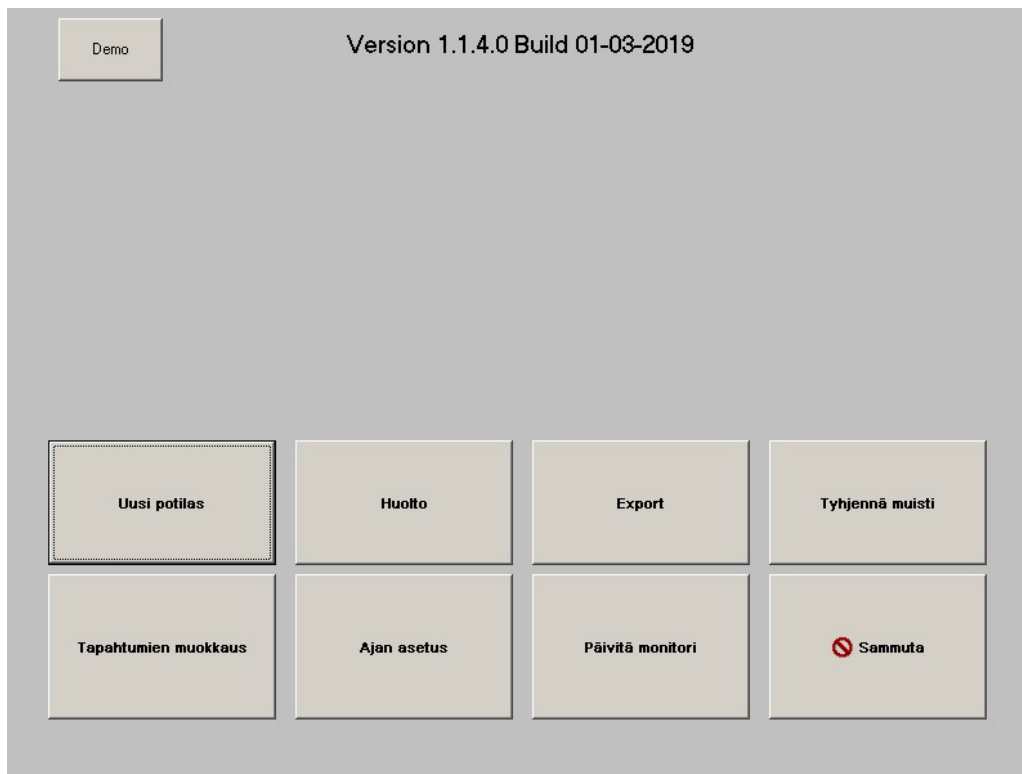 Demo
Version 1.1.4.0 Build 01-03-2019
Uusi potilas
Huolto
Export
Tyhjennä muisti
Tapahtumien muokkaus
Ajan asetus
Päivitä monitori
Sammuta